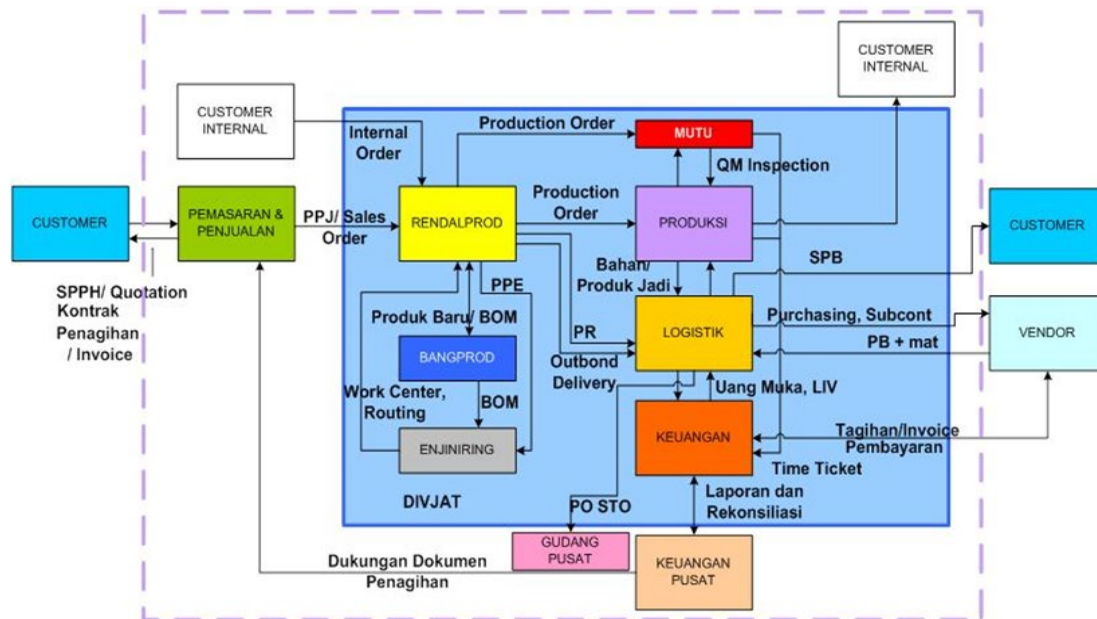 CUSTOMER
INTERNAL
CUSTOMER
INTERNAL
Internal
Order
Production Order
MUTU
QM Inspection
CUSTOMER
PEMASARAN &
PENJUALAN
PPJ/ Sales
Order
RENDALPROD
Production
Order
PRODUKSI
CUSTOMER
SPPH/ Quotation
Kontrak
Penagihan
/ Invoice
Bahan/
Produk Jadi
SPB
PPE
Produk Baru/ BOM
PR
LOGISTIK
Purchasing, Subcont
PB + mat
VENDOR
BANGPROD
Outbond
Delivery
Work Center,
Routing
BOM
Uang Muka, LIV
ENJINIRING
KEUANGAN
Tagihan/Invoice
Pembayaran
Time Ticket
DIVJAT
PO STO
Laporan dan
Rekonsiliasi
GUDANG
PUSAT
KEUANGAN
PUSAT
Dukungan Dokumen
Penagihan